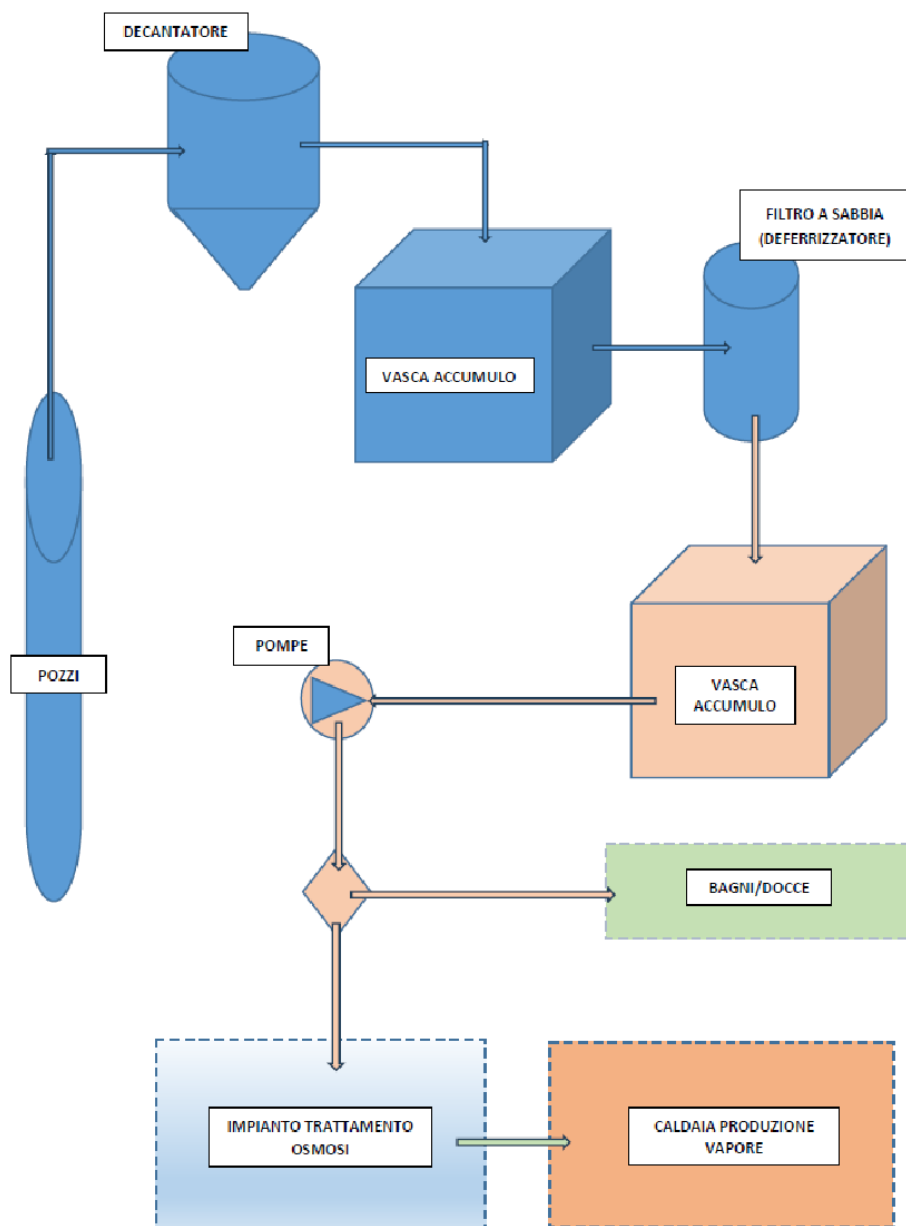 DECANTATORE
FILTRO A SABBIA
(DEFERRIZZATORE)
VASCA ACCUMULO
POZZI
POMPE
VASCA
ACCUMULO
BAGNI/DOCCE
IMPIANTO TRATTAMENTO
OSMOSI
CALDAIA PRODUZIONE
VAPORE